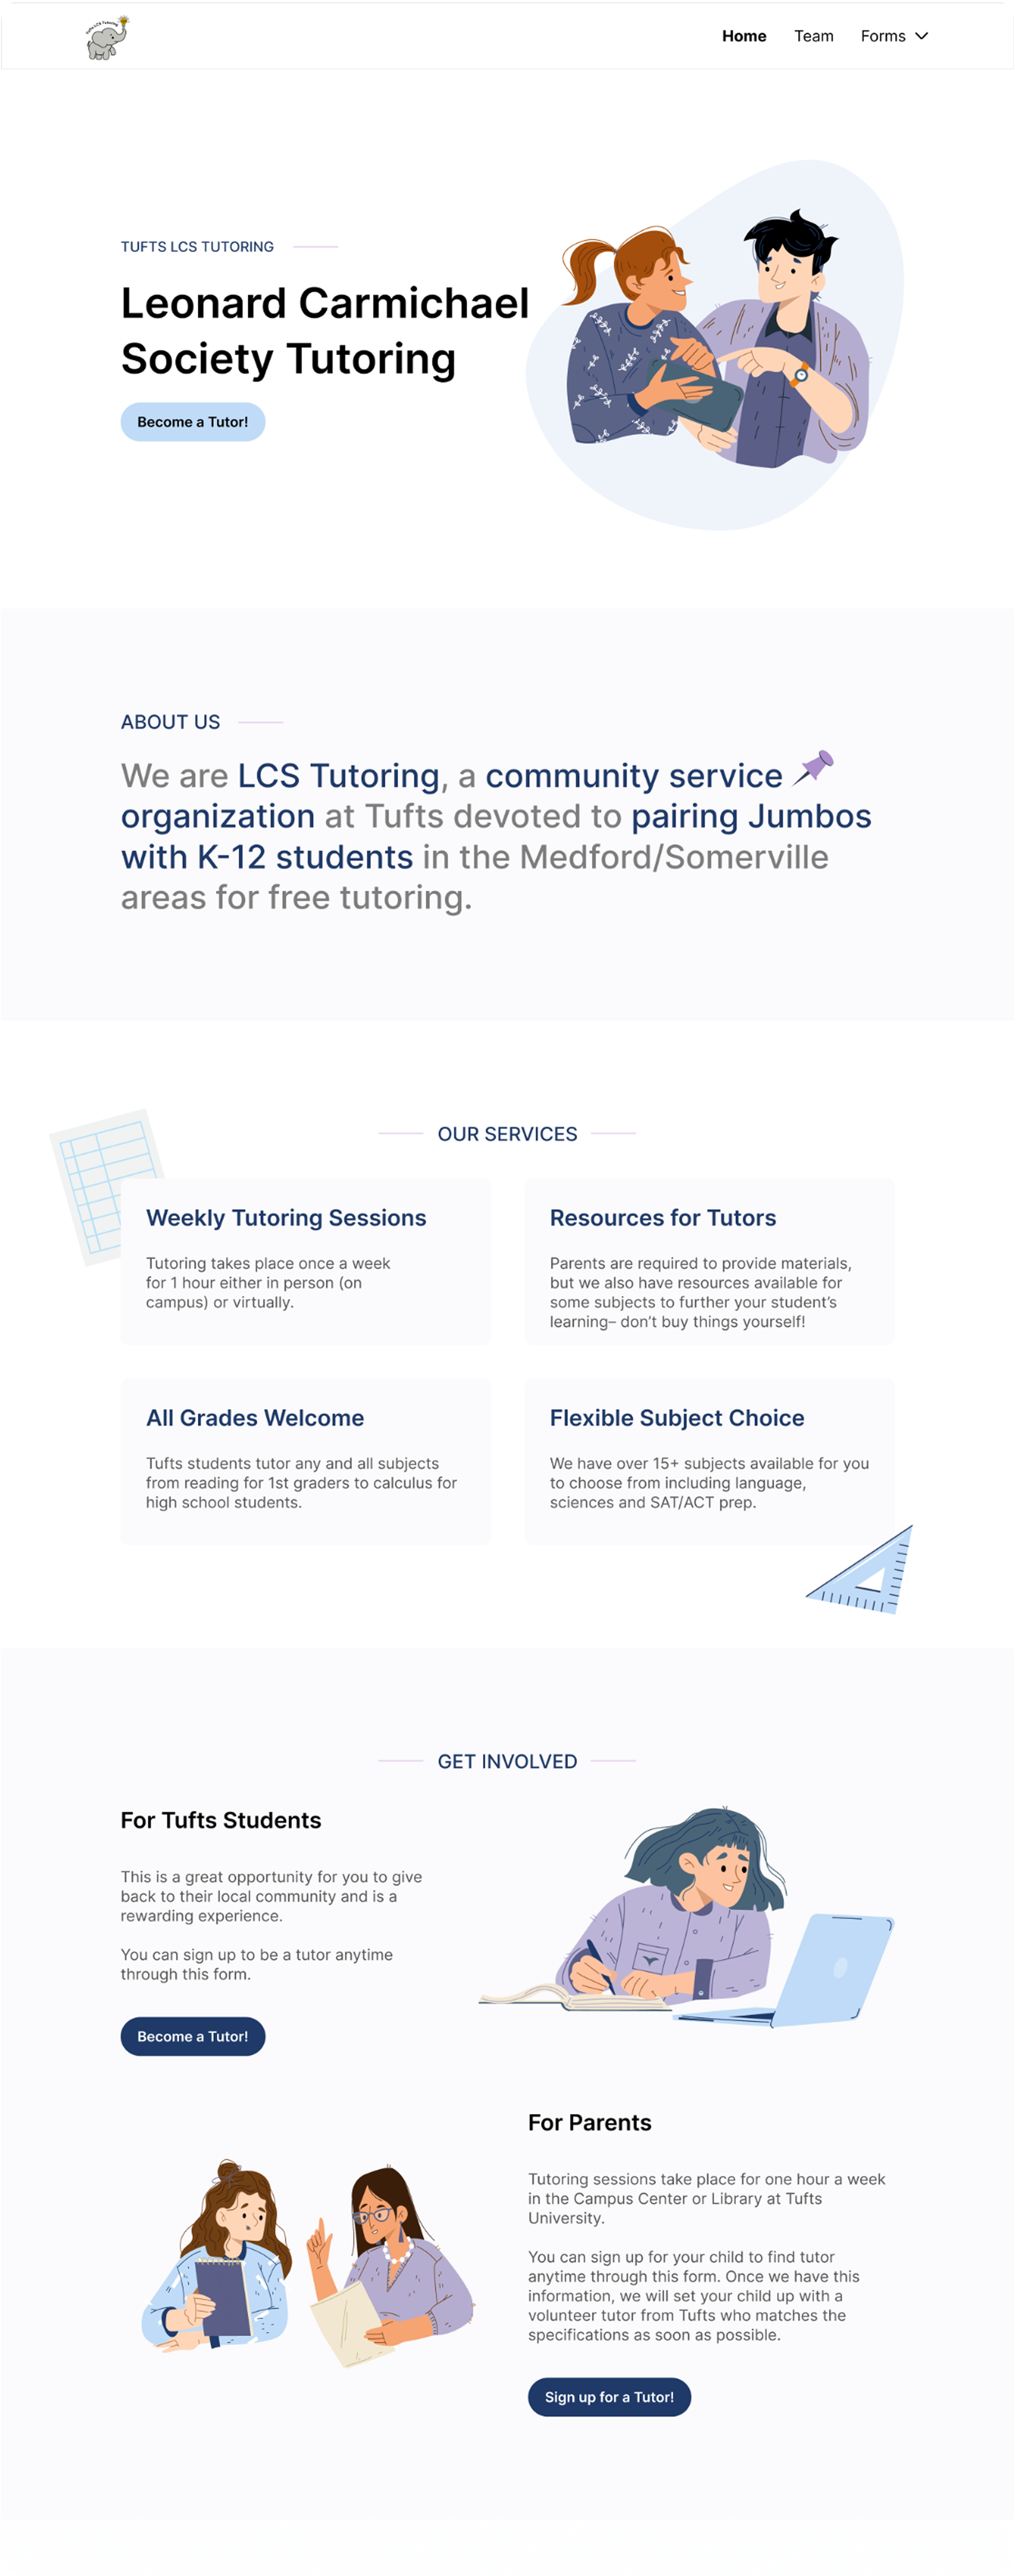 Tufts LCS Tutoring
Home Team Forms
TUFTS LCS TUTORING
Leonard Carmichael
Society Tutoring
Become a Tutor!
ABOUT US
We are LCS Tutoring, a community service
organization at Tufts devoted to pairing Jumbos
with K-12 students in the Medford/Somerville
areas for free tutoring.
OUR SERVICES
Weekly Tutoring Sessions
Tutoring takes place once a week
for 1 hour either in person (on
campus) or virtually.
Resources for Tutors
Parents are required to provide materials,
but we also have resources available for
some subjects to further your student’s
learning– don’t buy things yourself!
All Grades Welcome
Tufts students tutor any and all subjects
from reading for 1st graders to calculus for
high school students.
Flexible Subject Choice
We have over 15+ subjects available for you
to choose from including language,
sciences and SAT/ACT prep.
GET INVOLVED
For Tufts Students
This is a great opportunity for you to give
back to their local community and is a
rewarding experience.
You can sign up to be a tutor anytime
through this form.
Become a Tutor!
For Parents
Tutoring sessions take place for one hour a week
in the Campus Center or Library at Tufts
University.
You can sign up for your child to find tutor
anytime through this form. Once we have this
information, we will set your child up with a
volunteer tutor from Tufts who matches the
specifications as soon as possible.
Sign up for a Tutor!